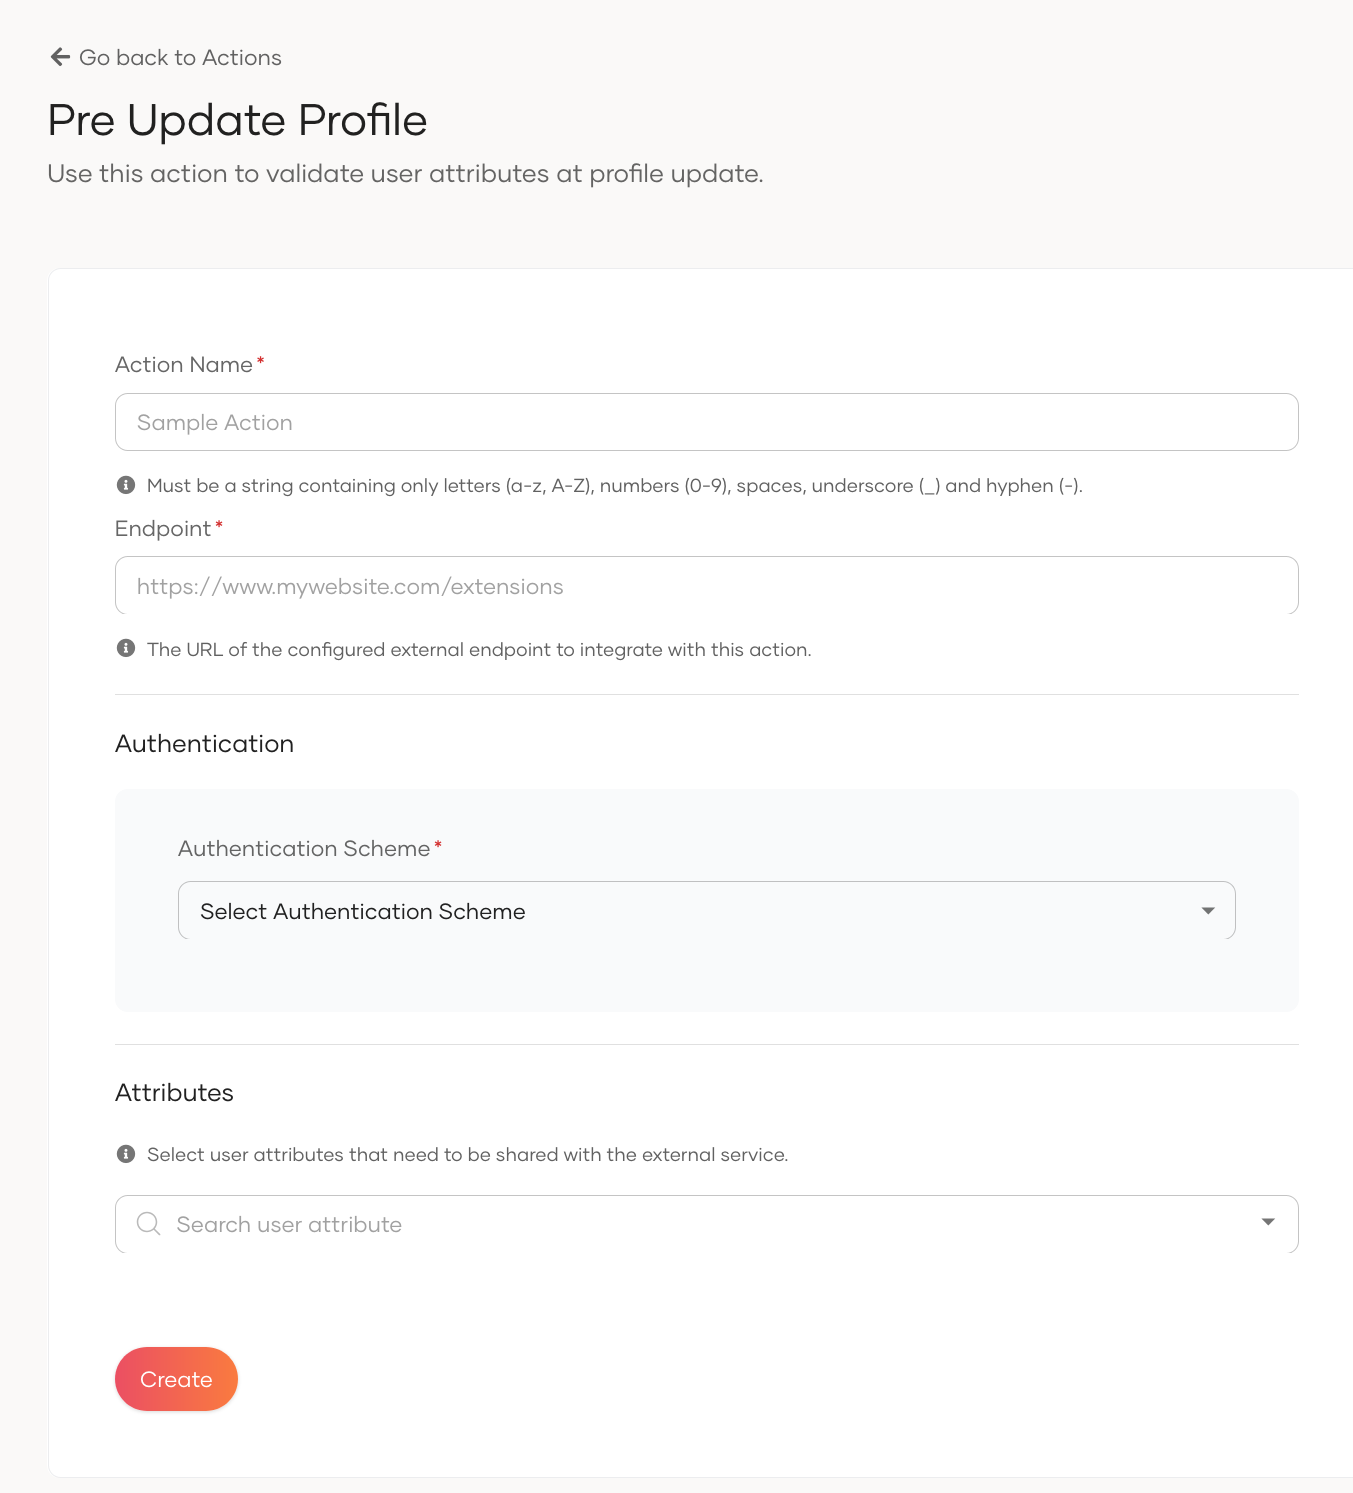 Go back to Actions
Pre Update Profile
Use this action to validate user attributes at profile update.
Action Name*
Sample Action
Must be a string containing only letters (a-z, A-Z), numbers (0-9), spaces, underscore (_) and hyphen (-).
Endpoint*
https://www.mywebsite.com/extensions
The URL of the configured external endpoint to integrate with this action.
Authentication
Authentication Scheme*
Select Authentication Scheme
Attributes
Select user attributes that need to be shared with the external service.
Search user attribute
Create